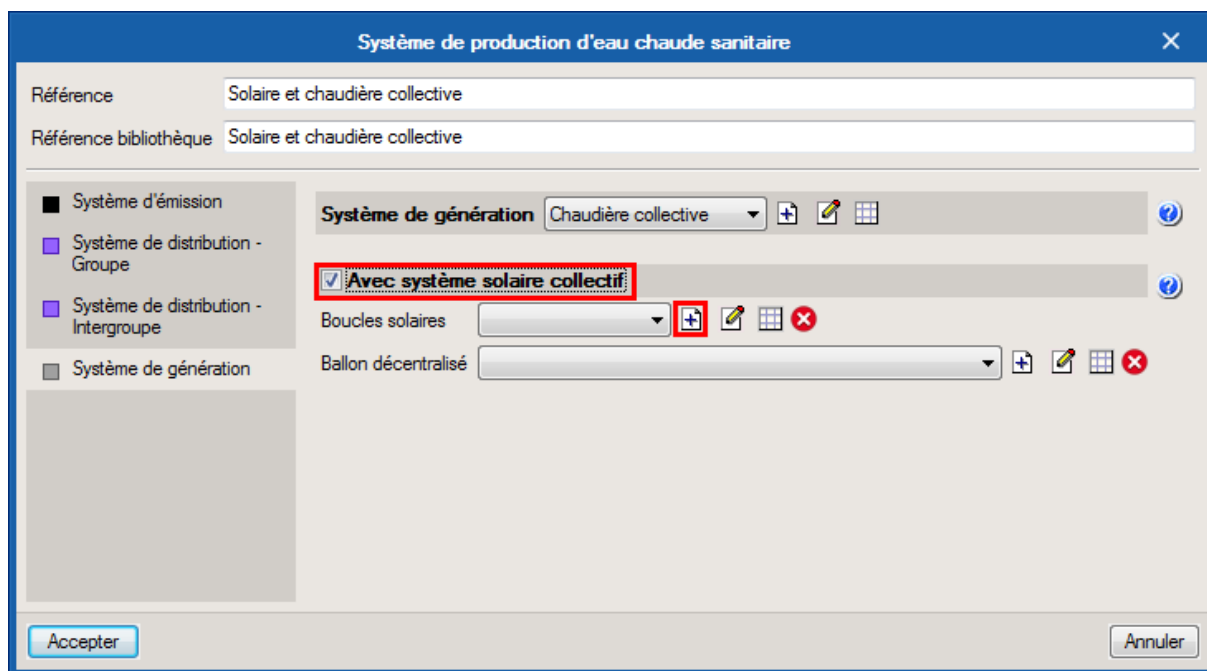 Système de production d'eau chaude sanitaire
Référence Solaire et chaudière collective
Référence bibliothèque Solaire et chaudière collective
Système d'émission
Système de distribution -
Groupe
Système de distribution -
Intergroupe
Système de génération
Système de génération Chaudière collective
Avec système solaire collectif
Boucles solaires
Ballon décentralisé
Accepter
Annuler